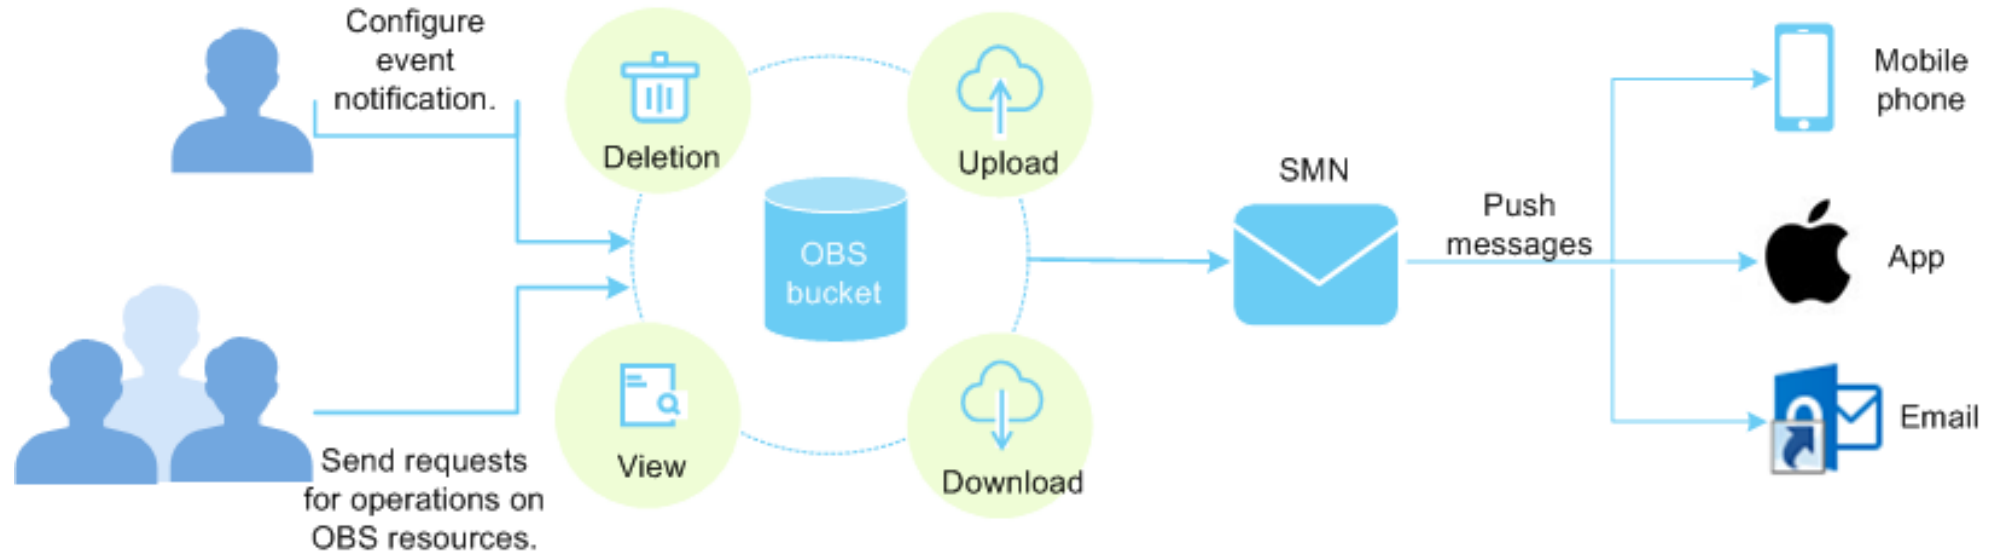 Configure
event
notification.
Deletion
Upload
OBS
bucket
View
Download
Send requests
for operations on
OBS resources.
SMN
Push
messages
Mobile
phone
App
Email